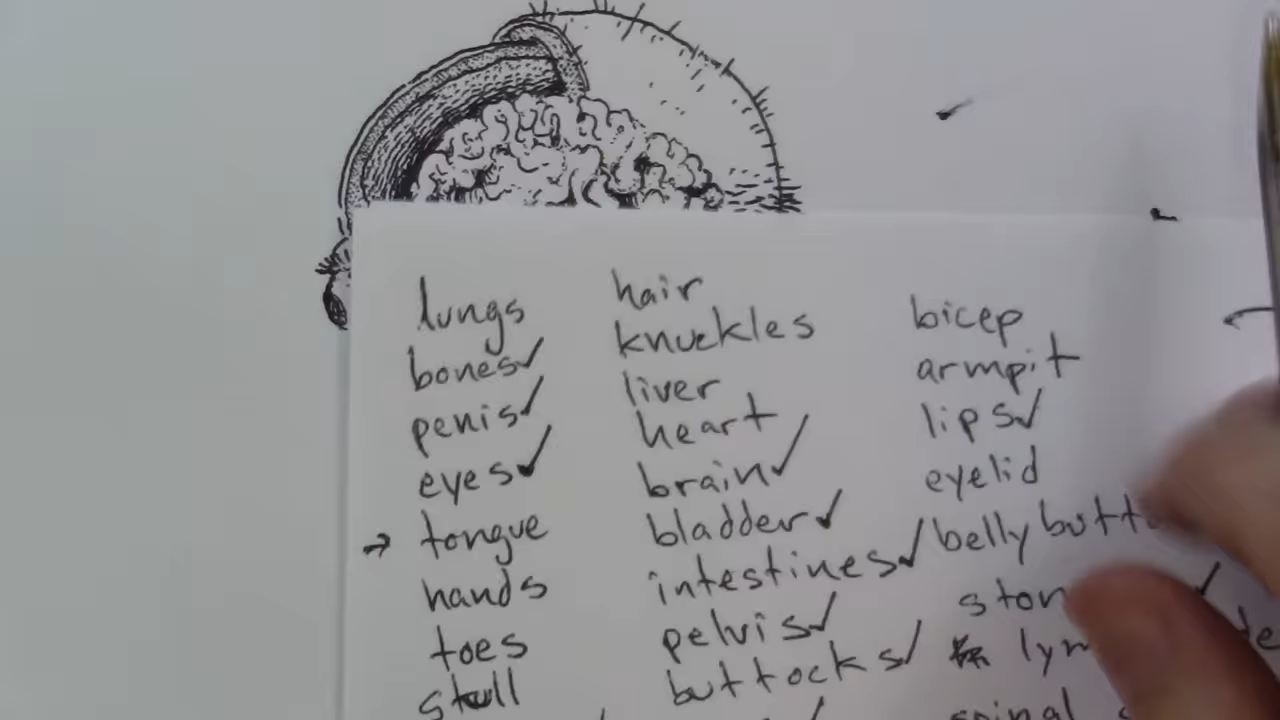 lungs
bones✓
penis✓
eyes✓
→ tongue
hands
toes
skull
hair
knuckles
liver
heart
brain✓
bladder✓
intestines✓
pelvis✓
buttocks✓
bicep
armpit
lips✓
eyelid
belly
spinal